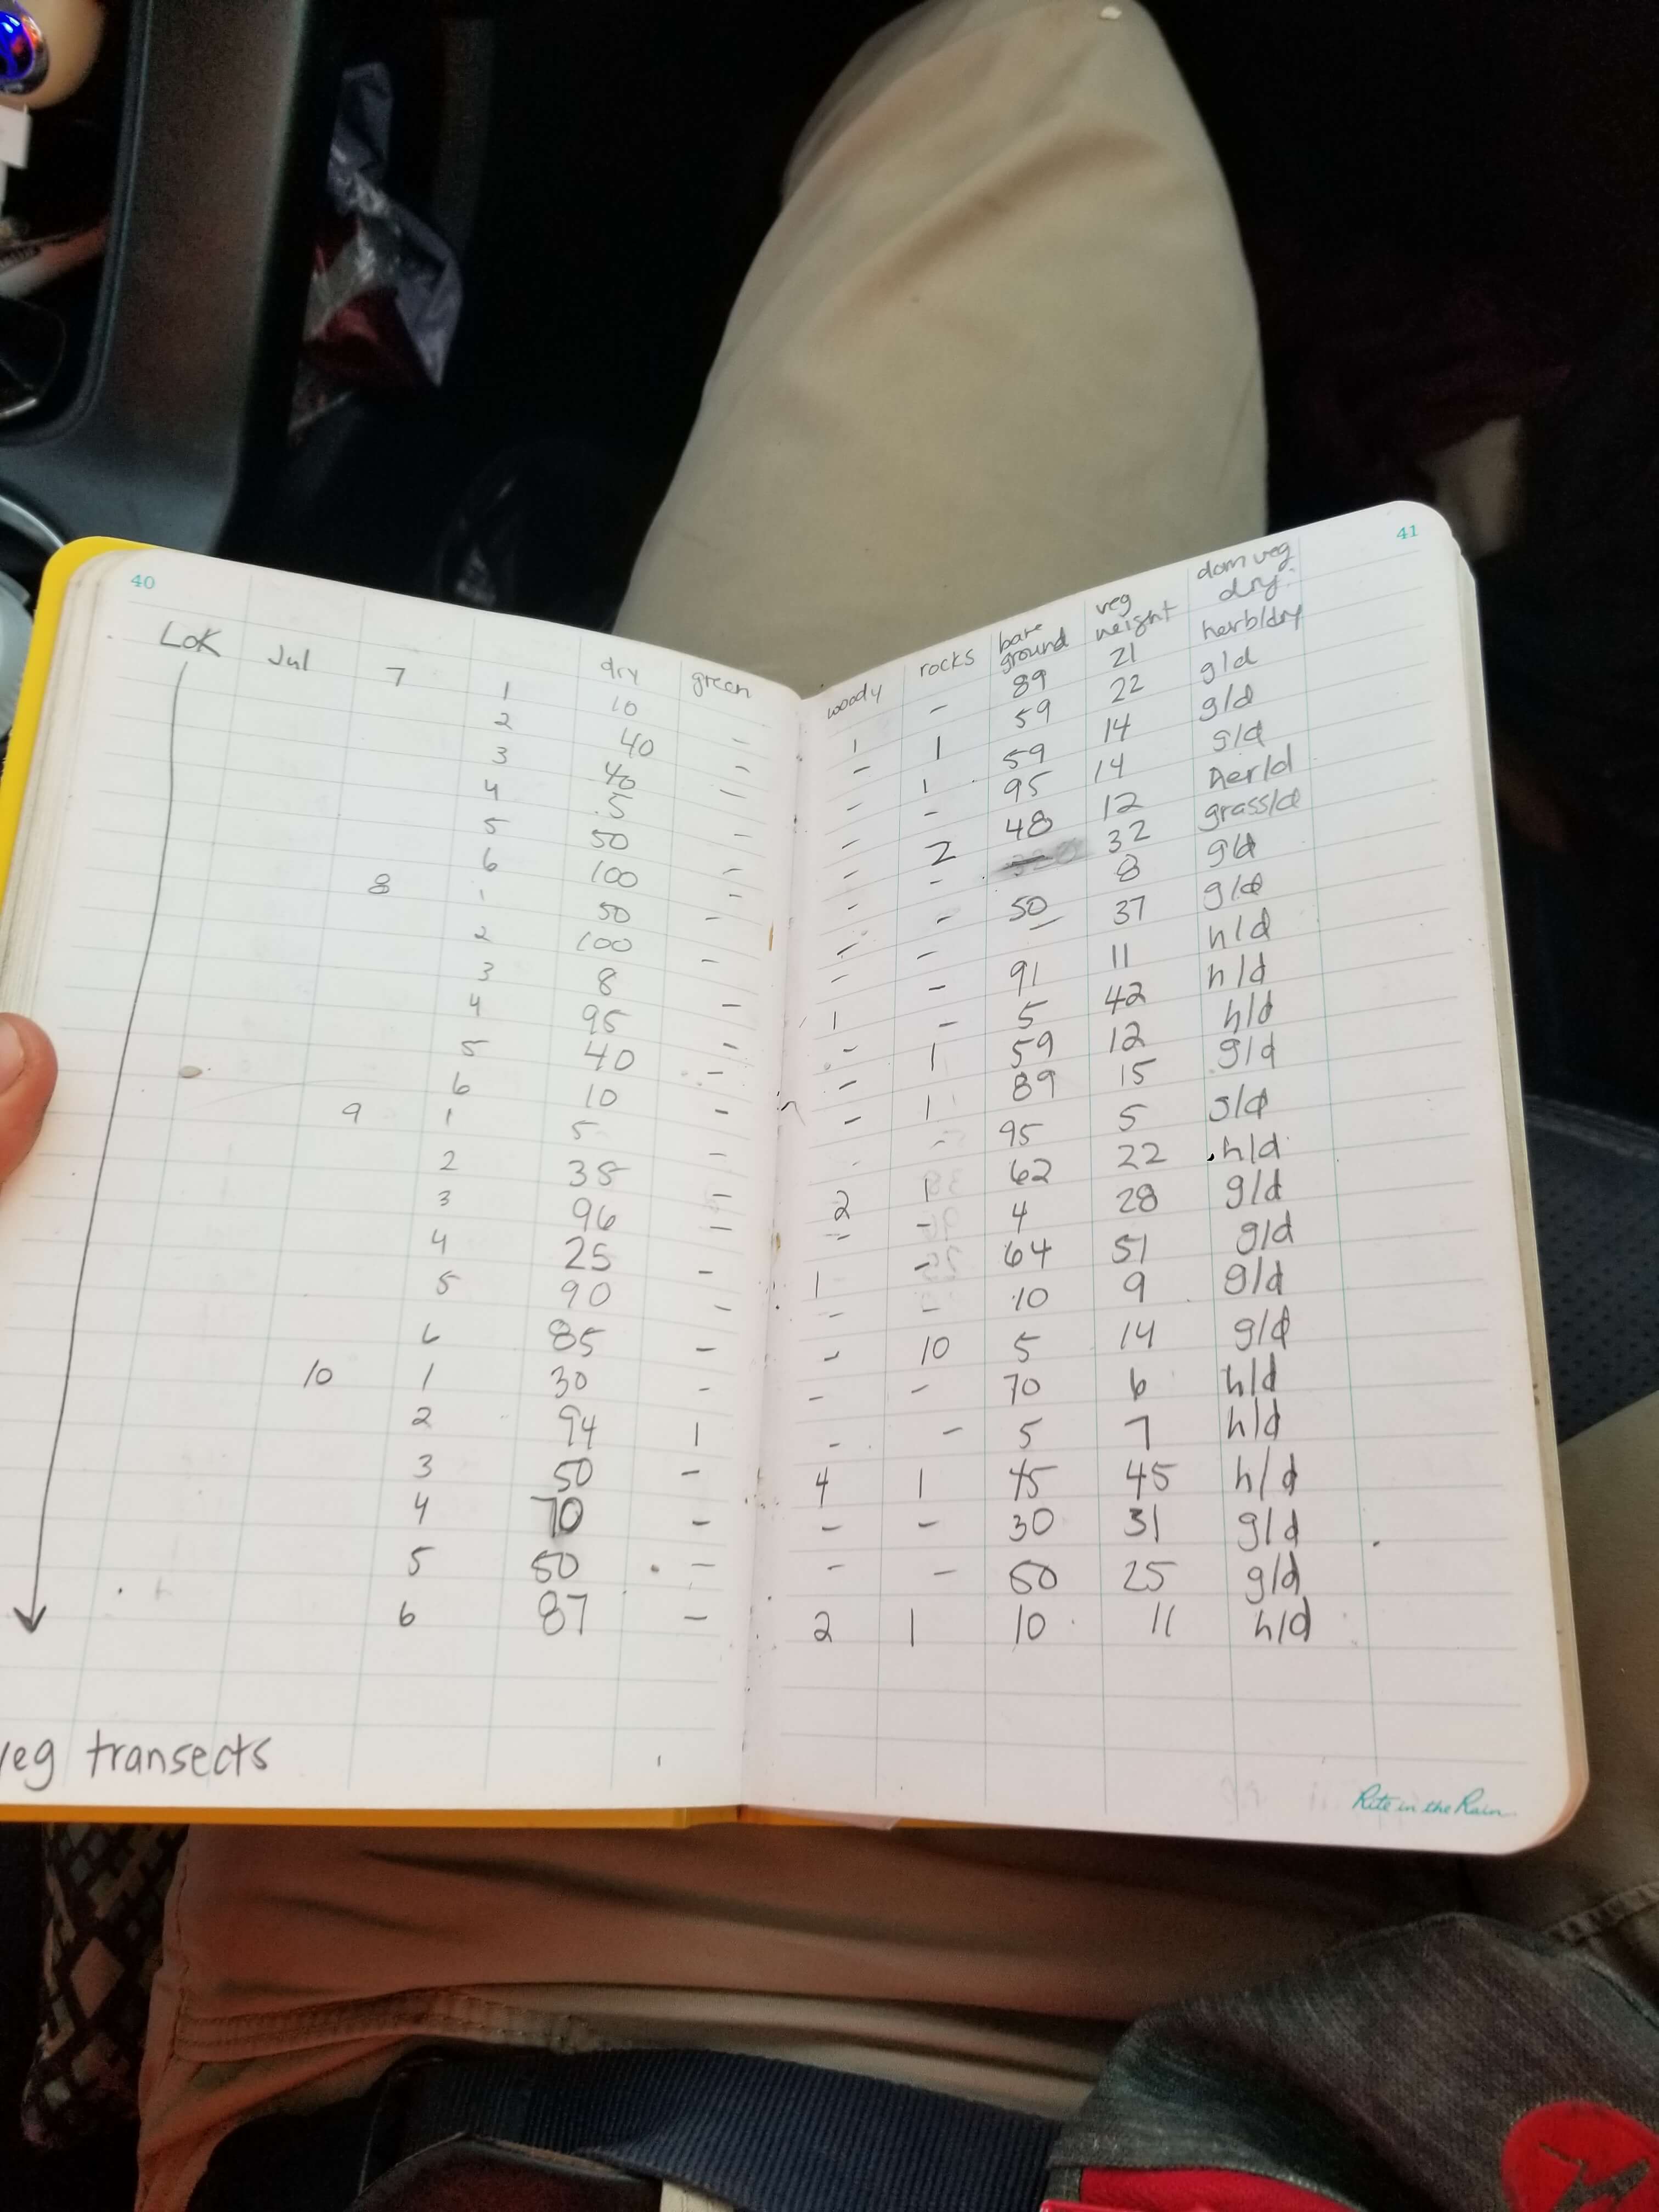 40
LoK Jul 7 dry green
1 10 -
2 40 -
3 40 -
4 5 -
5 50 -
6 100 -
8 1 50 -
2 100 -
3 8 -
4 95 -
5 40 -
6 10 -
9 1 5 -
2 38 -
3 96 -
4 25 -
5 90 -
6 85 -
10 1 30 -
2 94 1
3 50 -
4 70 -
5 50 -
6 87 -
veg transects
41
woody rocks bare ground veg height dom veg dry:
1 - 89 21 herb/dry
- 1 59 22 g/d
- 1 59 14 g/d
- - 95 14 g/d
- 2 48 12 her/d
- - - 32 grass/d
- - 50 8 g/d
- - 37 g/d
1 - 91 11 h/d
- - 5 42 h/d
- 1 59 12 h/d
- 1 89 15 g/d
- - 95 5 g/d
2 1 62 22 h/d
- - 4 28 g/d
1 - 64 51 g/d
- - 10 9 g/d
- 10 5 14 g/d
- - 70 6 h/d
- - 5 7 h/d
4 1 45 45 h/d
- - 30 31 g/d
- - 50 25 g/d
2 1 10 11 h/d
Rite in the Rain